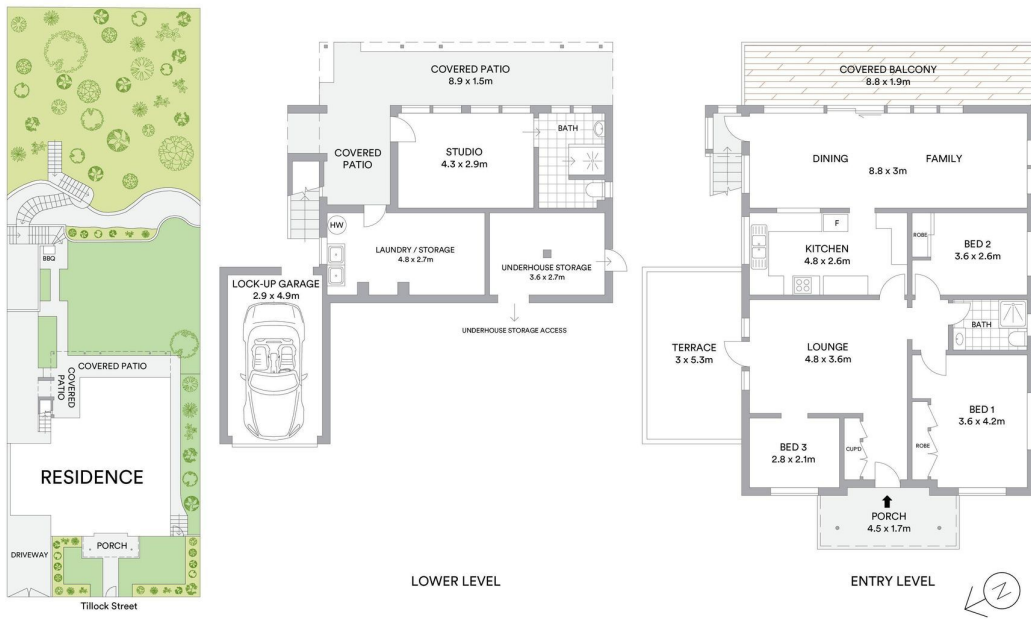 BBQ
COVERED PATIO
COVERED
PATIO
RESIDENCE
DRIVEWAY
PORCH
Tillock Street
COVERED PATIO
8.9 x 1.5m
COVERED
PATIO
STUDIO
4.3 x 2.9m
BATH
HW
LAUNDRY / STORAGE
4.8 x 2.7m
UNDERHOUSE STORAGE
3.6 x 2.7m
LOCK-UP GARAGE
2.9 x 4.9m
UNDERHOUSE STORAGE ACCESS
LOWER LEVEL
COVERED BALCONY
8.8 x 1.9m
DINING
FAMILY
8.8 x 3m
F
KITCHEN
4.8 x 2.6m
ROBE
BED 2
3.6 x 2.6m
BATH
TERRACE
3 x 5.3m
LOUNGE
4.8 x 3.6m
BED 1
3.6 x 4.2m
BED 3
2.8 x 2.1m
CUP'D
ROBE
PORCH
4.5 x 1.7m
ENTRY LEVEL
N